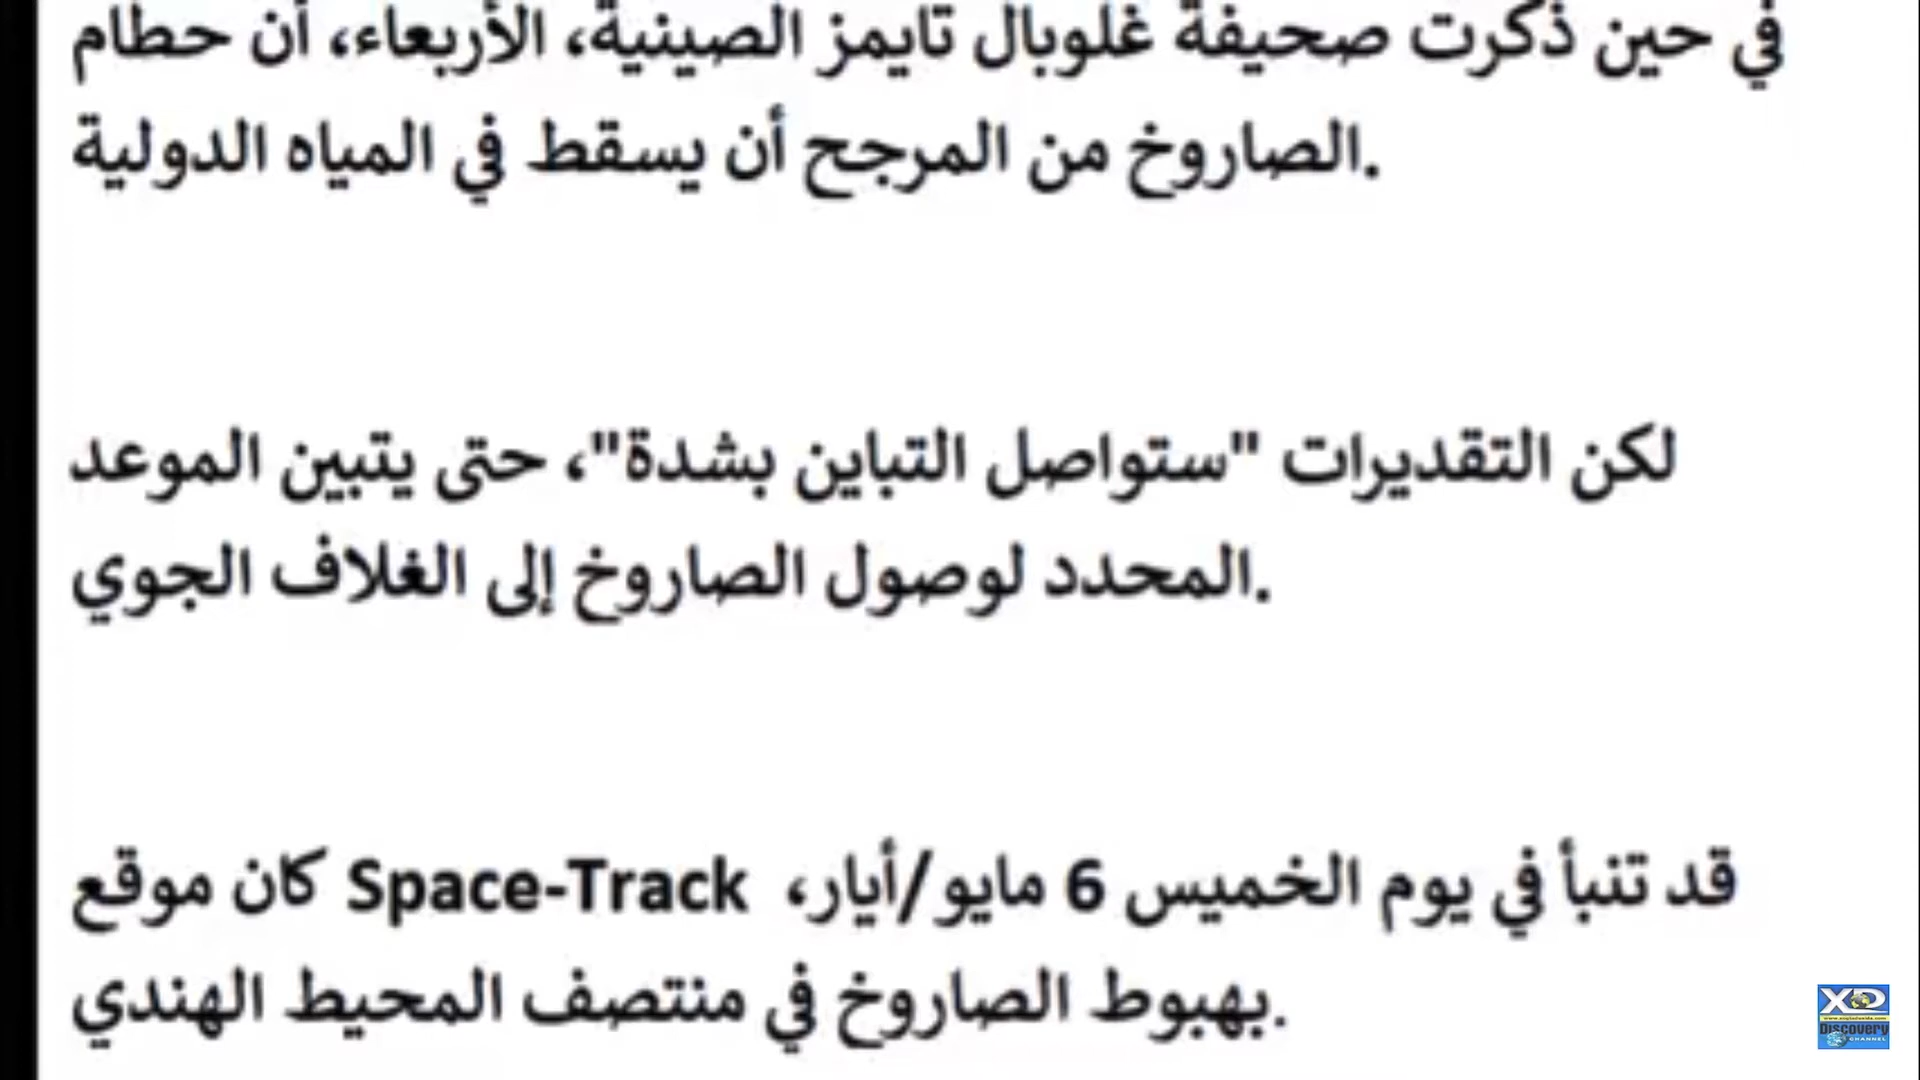 في حين ذكرت صحيفة غلوبال تايمز الصينية، الأربعاء، أن حطام
الصاروخ من المرجح أن يسقط في المياه الدولية.
لكن التقديرات "ستواصل التباين بشدة"، حتى يتبين الموعد
المحدد لوصول الصاروخ إلى الغلاف الجوي.
قد تنبأ في يوم الخميس 6 مايو/أيار، Space-Track كان موقع
بهبوط الصاروخ في منتصف المحيط الهندي.
Discovery
CHANNEL